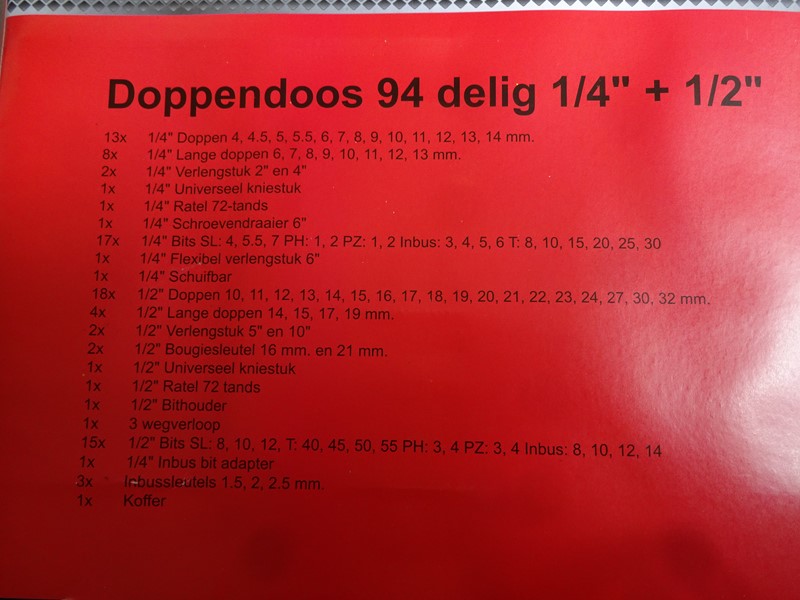 Doppendoos 94 delig 1/4" + 1/2"
13x 1/4" Doppen 4, 4.5, 5, 5.5, 6, 7, 8, 9, 10, 11, 12, 13, 14 mm.
8x 1/4" Lange doppen 6, 7, 8, 9, 10, 11, 12, 13 mm.
2x 1/4" Verlengstuk 2" en 4"
1x 1/4" Universeel kniestuk
1x 1/4" Ratel 72-tands
1x 1/4" Schroevendraaier 6"
17x 1/4" Bits SL: 4, 5.5, 7 PH: 1, 2 PZ: 1, 2 Inbus: 3, 4, 5, 6 T: 8, 10, 15, 20, 25, 30
1x 1/4" Flexibel verlengstuk 6"
1x 1/4" Schuifbar
18x 1/2" Doppen 10, 11, 12, 13, 14, 15, 16, 17, 18, 19, 20, 21, 22, 23, 24, 27, 30, 32 mm.
4x 1/2" Lange doppen 14, 15, 17, 19 mm.
2x 1/2" Verlengstuk 5" en 10"
2x 1/2" Bougiesleutel 16 mm. en 21 mm.
1x 1/2" Universeel kniestuk
1x 1/2" Ratel 72 tands
1x 1/2" Bithouder
1x 3 wegverloop
15x 1/2" Bits SL: 8, 10, 12, T: 40, 45, 50, 55 PH: 3, 4 PZ: 3, 4 Inbus: 8, 10, 12, 14
1x 1/4" Inbus bit adapter
3x Inbussleutels 1.5, 2, 2.5 mm.
1x Koffer